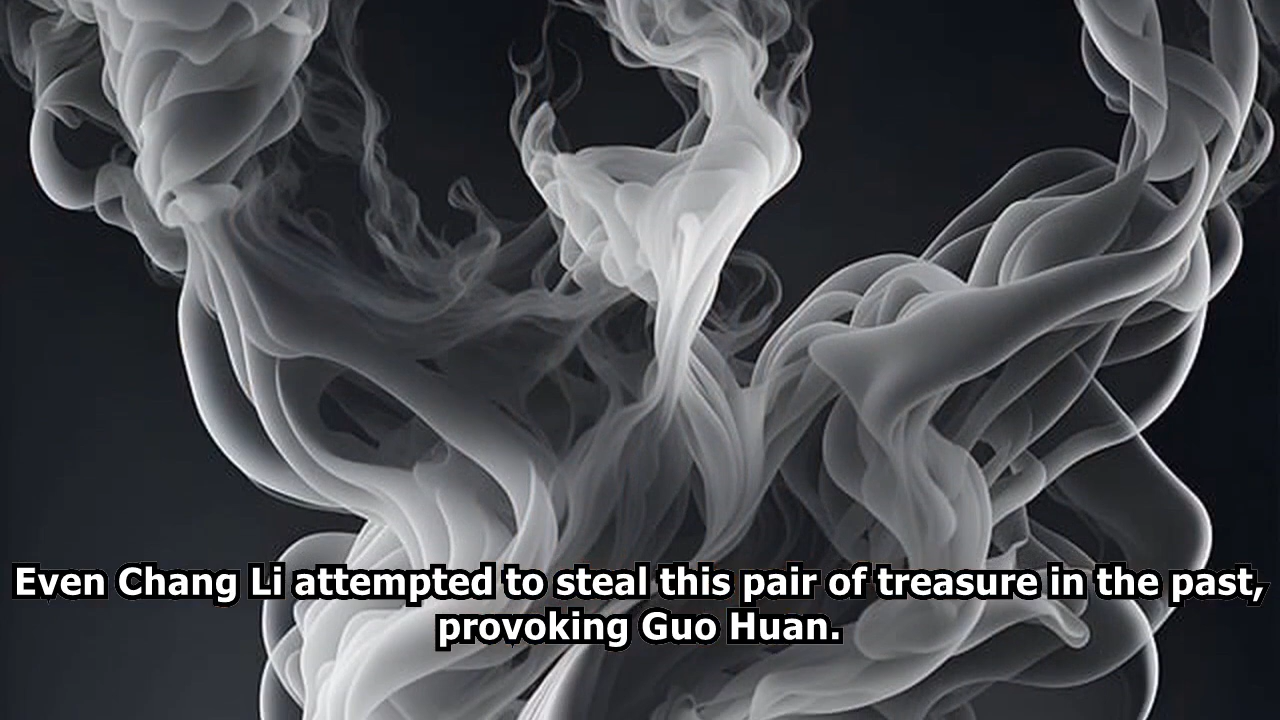 Even Chang Li attempted to steal this pair of treasure in the past,
provoking Guo Huan.